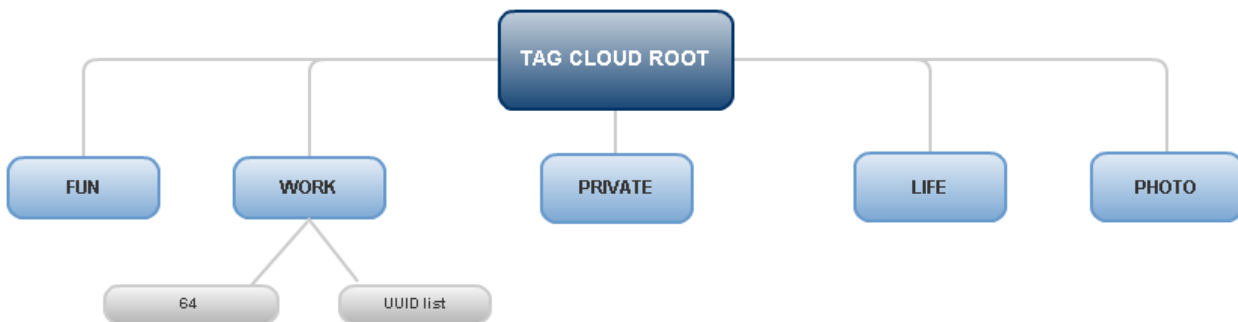 TAG CLOUD ROOT
FUN
WORK
PRIVATE
LIFE
PHOTO
64
UUID list